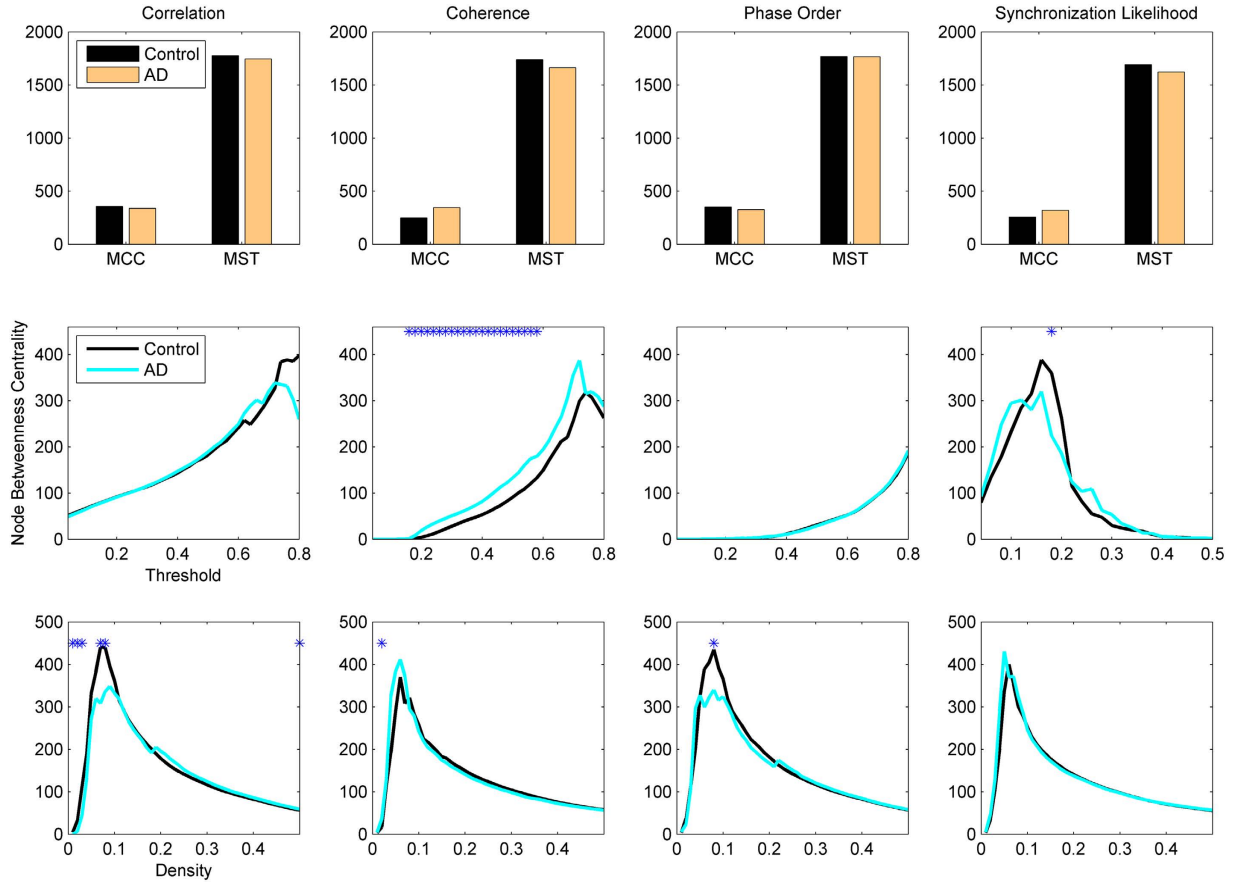 Correlation Coherence Phase Order Synchronization Likelihood
2000 2000 2000 2000
Control
AD
1500 1500 1500 1500
1000 1000 1000 1000
500 500 500 500
0 0 0 0
MCC MST MCC MST MCC MST MCC MST
Node Betweenness Centrality
400 400 400 400
Control
AD
300 300 300 300
200 200 200 200
100 100 100 100
0 0 0 0
0.2 0.4 0.6 0.8 0.2 0.4 0.6 0.8 0.2 0.4 0.6 0.8 0.1 0.2 0.3 0.4 0.5
Threshold
500 500 500 500
400 400 400 400
300 300 300 300
200 200 200 200
100 100 100 100
0 0 0 0
0 0.1 0.2 0.3 0.4 0 0.1 0.2 0.3 0.4 0 0.1 0.2 0.3 0.4 0 0.1 0.2 0.3 0.4
Density